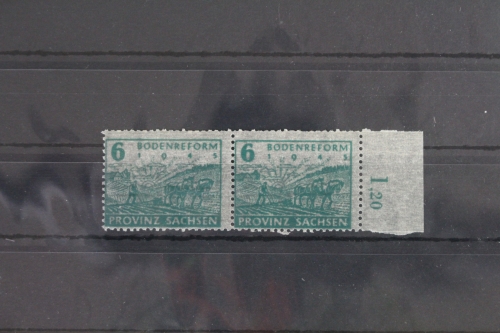 6 BODENREFORM
1945
PROVINZ SACHSEN
6 BODENREFORM
1945
PROVINZ SACHSEN
1.20